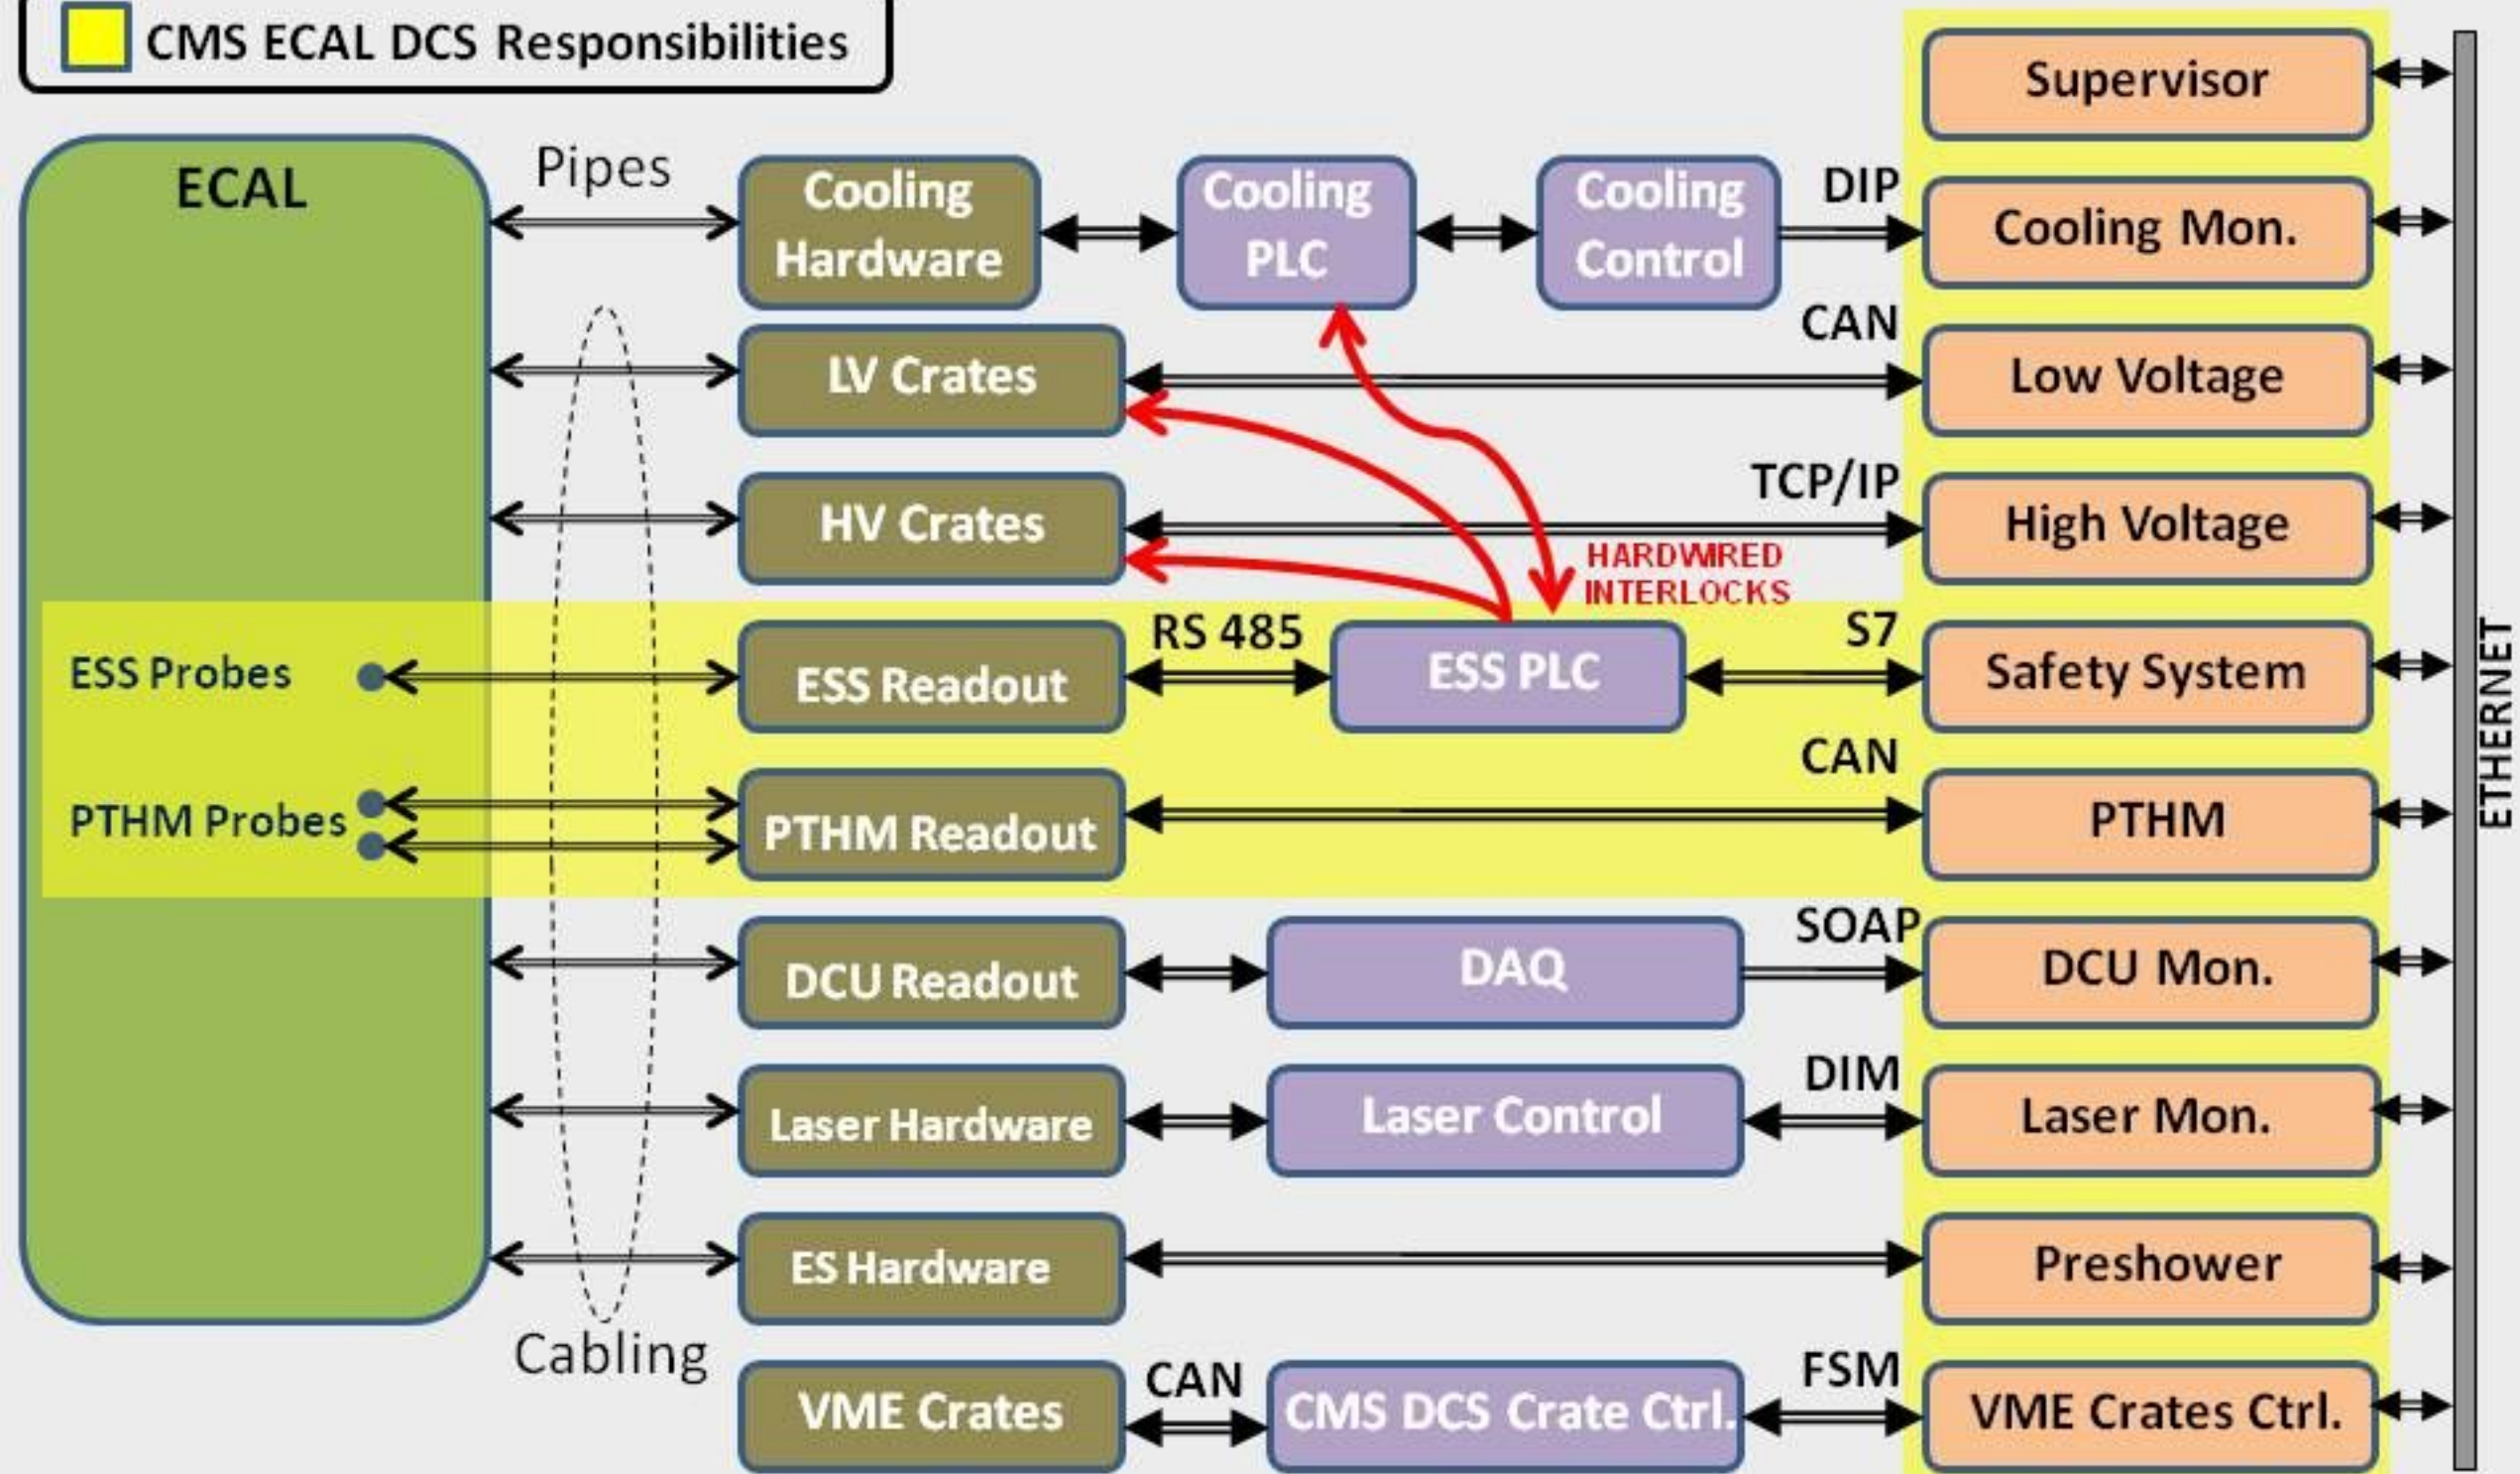 CMS ECAL DCS Responsibilities
Supervisor
ECAL
Pipes
Cooling
Hardware
Cooling
PLC
Cooling
Control
DIP
Cooling Mon.
LV Crates
CAN
Low Voltage
HV Crates
TCP/IP
High Voltage
HARDWIRED
INTERLOCKS
ESS Probes
ESS Readout
RS 485
ESS PLC
S7
Safety System
ETHERNET
PTHM Probes
PTHM Readout
CAN
PTHM
DCU Readout
DAQ
SOAP
DCU Mon.
Laser Hardware
Laser Control
DIM
Laser Mon.
ES Hardware
Preshower
Cabling
VME Crates
CAN
CMS DCS Crate Ctrl.
FSM
VME Crates Ctrl.